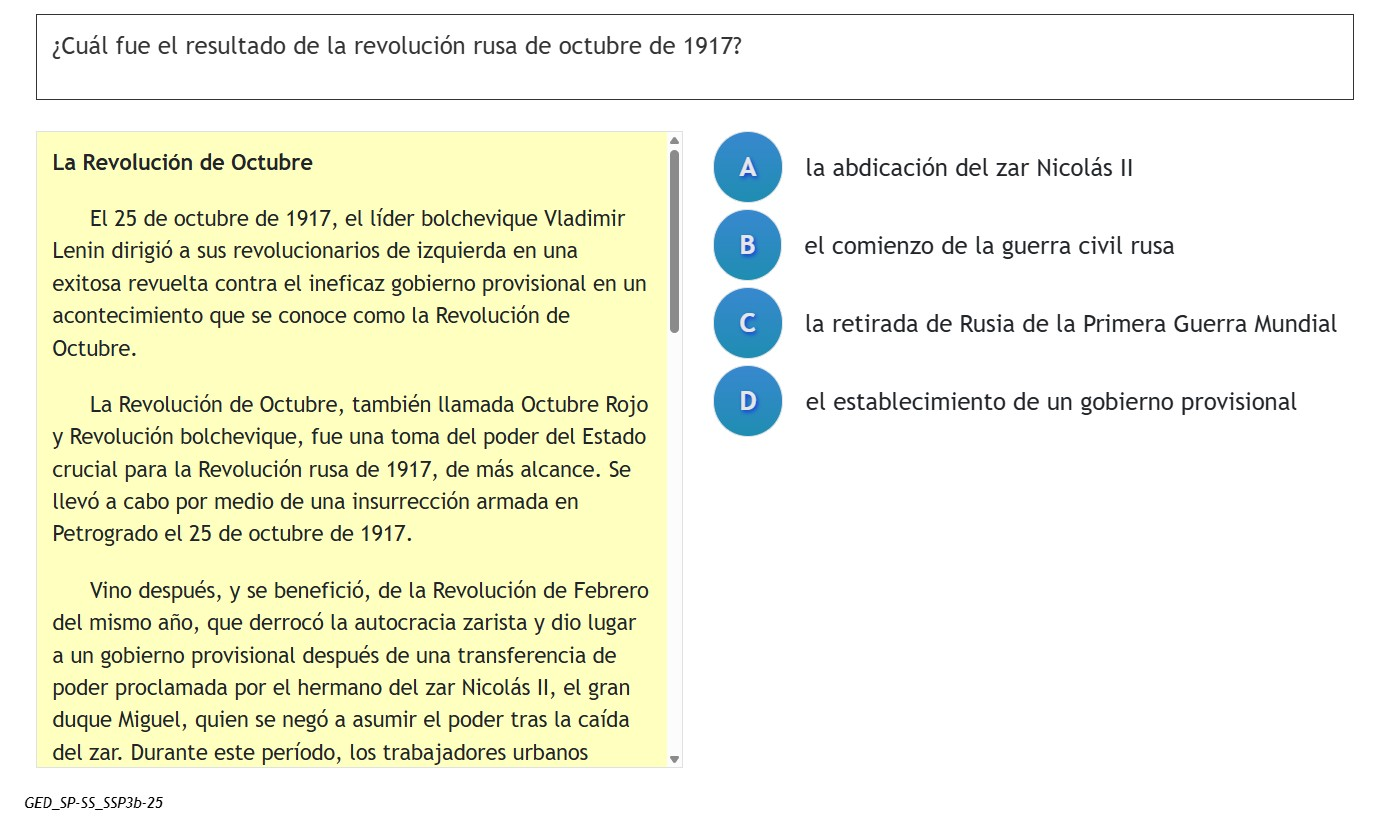 ¿Cuál fue el resultado de la revolución rusa de octubre de 1917?
La Revolución de Octubre
El 25 de octubre de 1917, el líder bolchevique Vladimir
Lenin dirigió a sus revolucionarios de izquierda en una
exitosa revuelta contra el ineficaz gobierno provisional en un
acontecimiento que se conoce como la Revolución de
Octubre.
La Revolución de Octubre, también llamada Octubre Rojo
y Revolución bolchevique, fue una toma del poder del Estado
crucial para la Revolución rusa de 1917, de más alcance. Se
llevó a cabo por medio de una insurrección armada en
Petrogrado el 25 de octubre de 1917.
Vino después, y se benefició, de la Revolución de Febrero
del mismo año, que derrocó la autocracia zarista y dio lugar
a un gobierno provisional después de una transferencia de
poder proclamada por el hermano del zar Nicolás II, el gran
duque Miguel, quien se negó a asumir el poder tras la caída
del zar. Durante este período, los trabajadores urbanos
A la abdicación del zar Nicolás II
B el comienzo de la guerra civil rusa
C la retirada de Rusia de la Primera Guerra Mundial
D el establecimiento de un gobierno provisional
GED_SP-SS_SSP3b-25